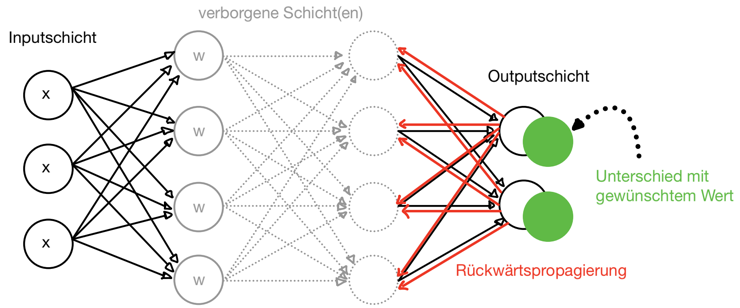 verborgene Schicht(en)
Inputschicht
w
x
Outputschicht
w
x
Unterschied mit
gewünschtem Wert
w
x
Rückwärtspropagierung
w